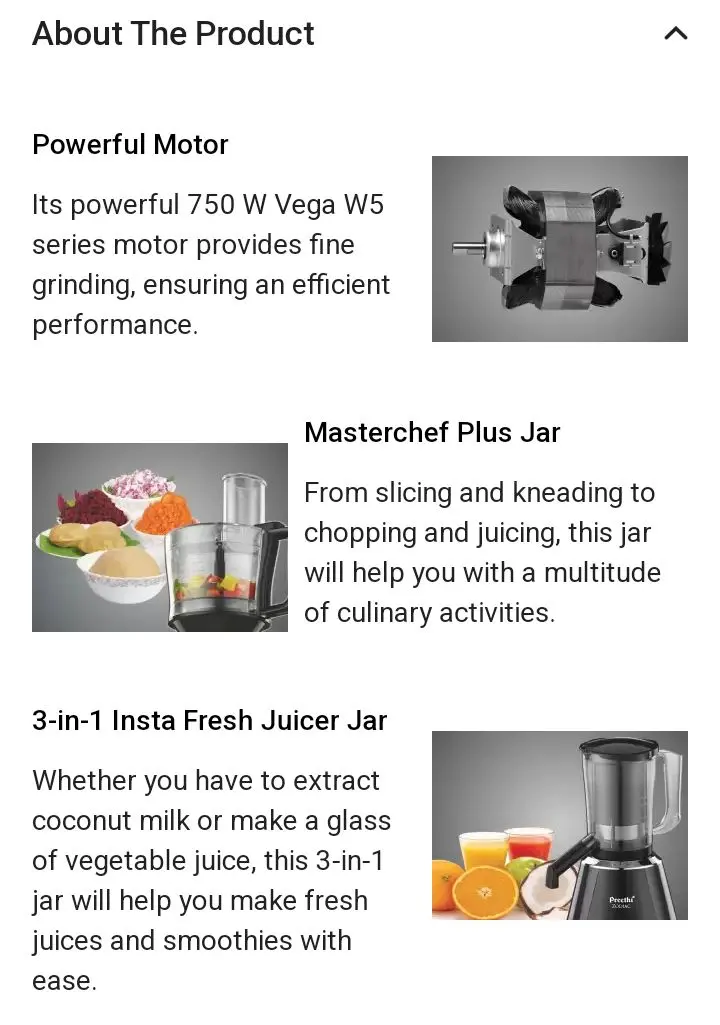 About The Product
Powerful Motor
Its powerful 750 W Vega W5
series motor provides fine
grinding, ensuring an efficient
performance.
Masterchef Plus Jar
From slicing and kneading to
chopping and juicing, this jar
will help you with a multitude
of culinary activities.
3-in-1 Insta Fresh Juicer Jar
Whether you have to extract
coconut milk or make a glass
of vegetable juice, this 3-in-1
jar will help you make fresh
juices and smoothies with
ease.
Preethi
ZODIAC